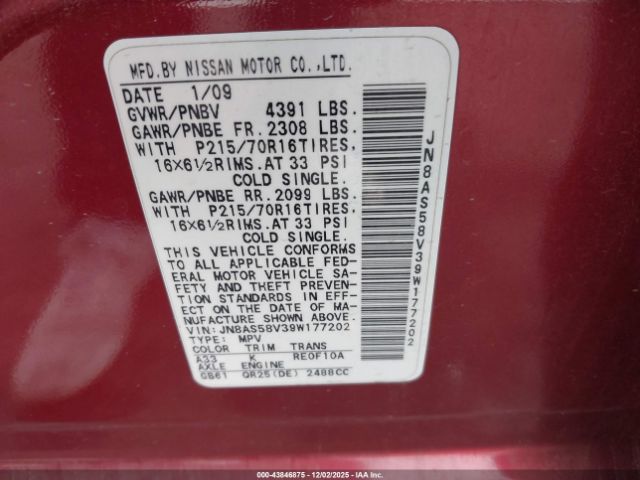 MFD.BY NISSAN MOTOR CO.,LTD.
DATE 1/09
GVWR/PNBV 4391 LBS.
GAWR/PNBE FR. 2308 LBS.
WITH P215/70R16TIRES,
16X6½RIMS.AT 33 PSI
COLD SINGLE.
GAWR/PNBE RR. 2099 LBS.
WITH P215/70R16TIRES,
16X6½RIMS.AT 33 PSI
COLD SINGLE.
THIS VEHICLE CONFORMS
TO ALL APPLICABLE FED-
ERAL MOTOR VEHICLE SA-
FETY AND THEFT PREVEN-
TION STANDARDS IN EFF-
ECT ON THE DATE OF MA-
NUFACTURE SHOWN ABOVE.
VIN: JN8AS58V39W177202
TYPE: MPV
COLOR TRIM TRANS
A33 K RE0F10A
AXLE ENGINE
GB61 QR25(DE) 2488CC
JN8AS58V39W177202
000-43846875 12/02/2025 - Copyright IAA, LLC.